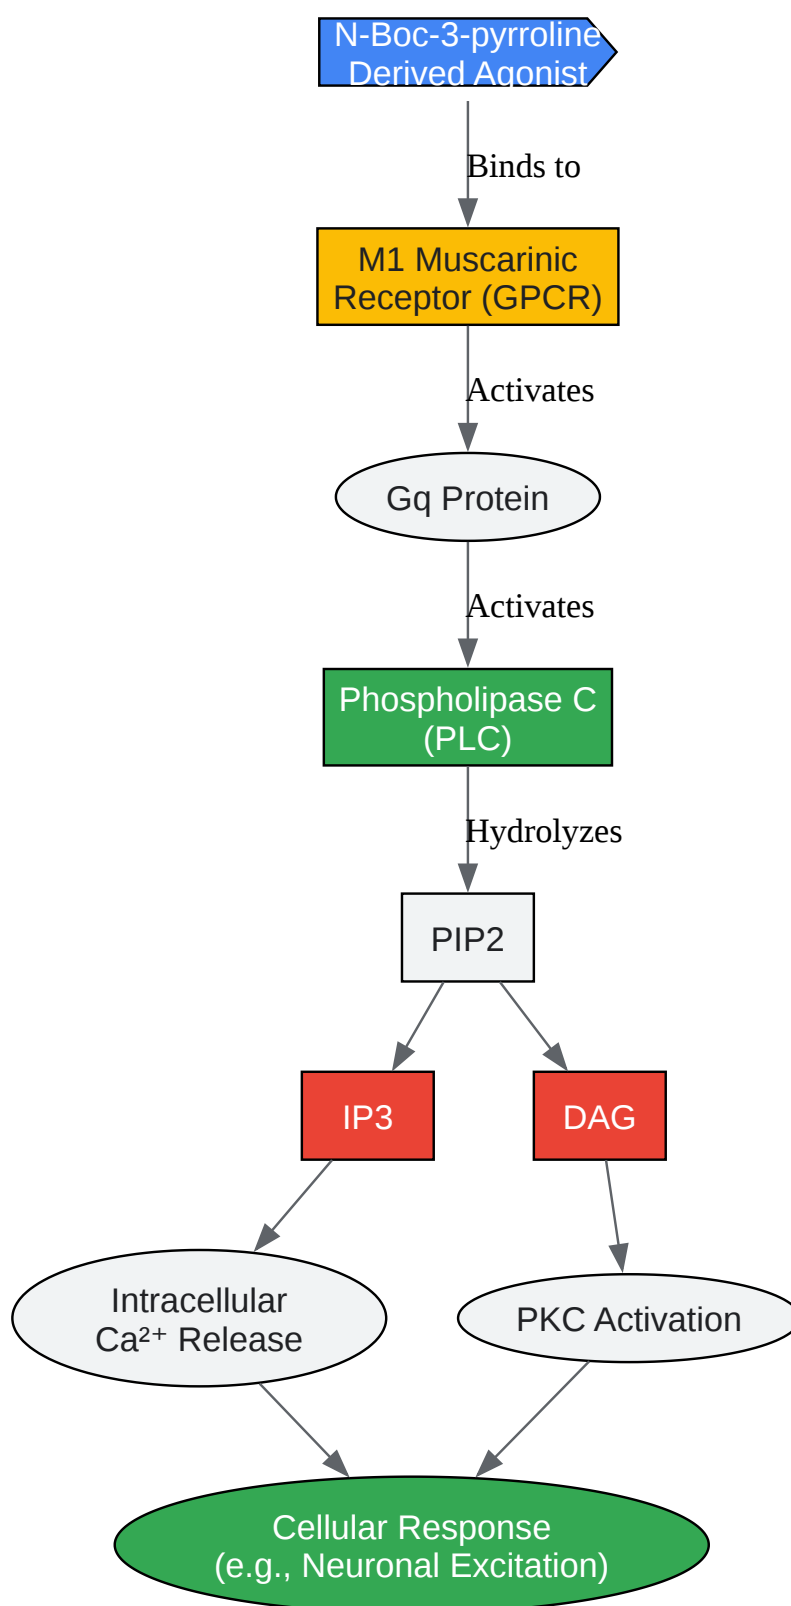 N-Boc-3-pyrroline
Derived Agonist
Binds to
M1 Muscarinic
Receptor (GPCR)
Activates
Gq Protein
Activates
Phospholipase C
(PLC)
Hydrolyzes
PIP2
IP3
DAG
Intracellular
Ca²⁺ Release
PKC Activation
Cellular Response
(e.g., Neuronal Excitation)